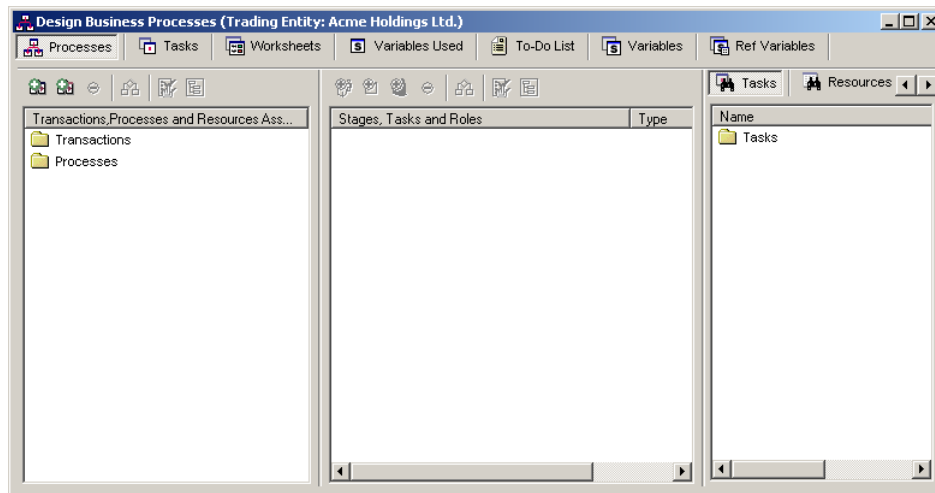 Design Business Processes (Trading Entity: Acme Holdings Ltd.)
Processes Tasks Worksheets Variables Used To-Do List Variables Ref Variables
Tasks Resources
Transactions,Processes and Resources Ass... Stages, Tasks and Roles Type Name
Transactions Tasks
Processes